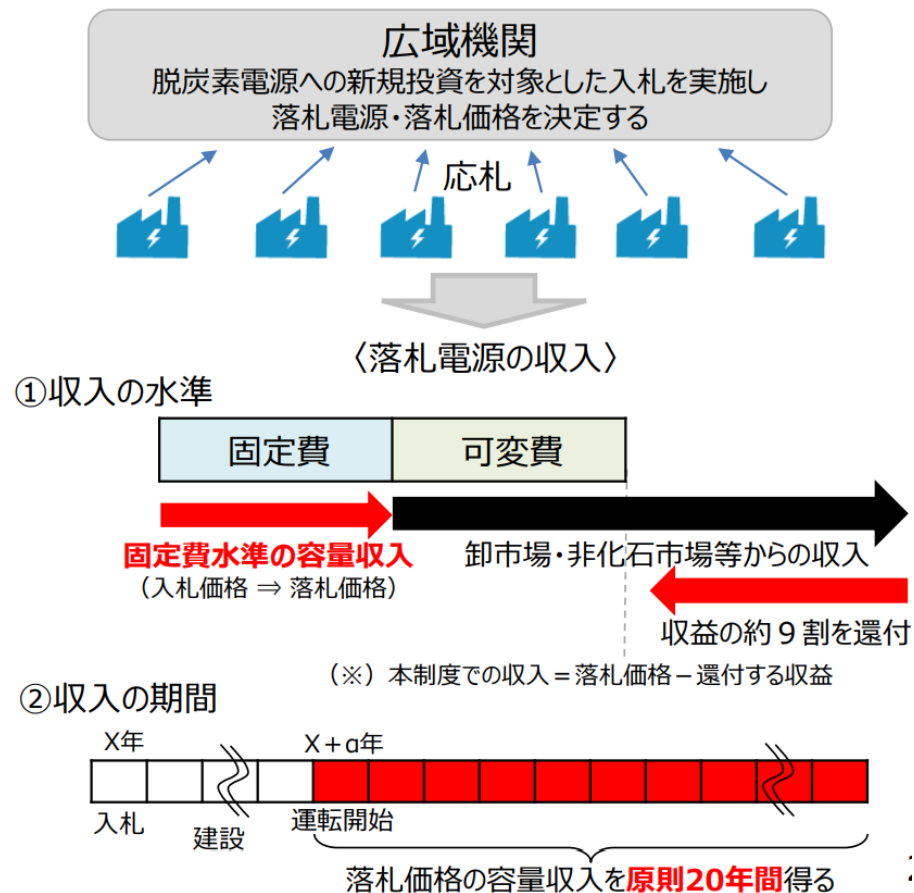 広域機関
脱炭素電源への新規投資を対象とした入札を実施し
落札電源・落札価格を決定する
応札
〈落札電源の収入〉
①収入の水準
固定費
可変費
固定費水準の容量収入
（入札価格 ⇒ 落札価格）
卸市場・非化石市場等からの収入
収益の約９割を還付
（※）本制度での収入＝落札価格－還付する収益
②収入の期間
X年
X＋α年
入札
建設
運転開始
落札価格の容量収入を原則20年間得る